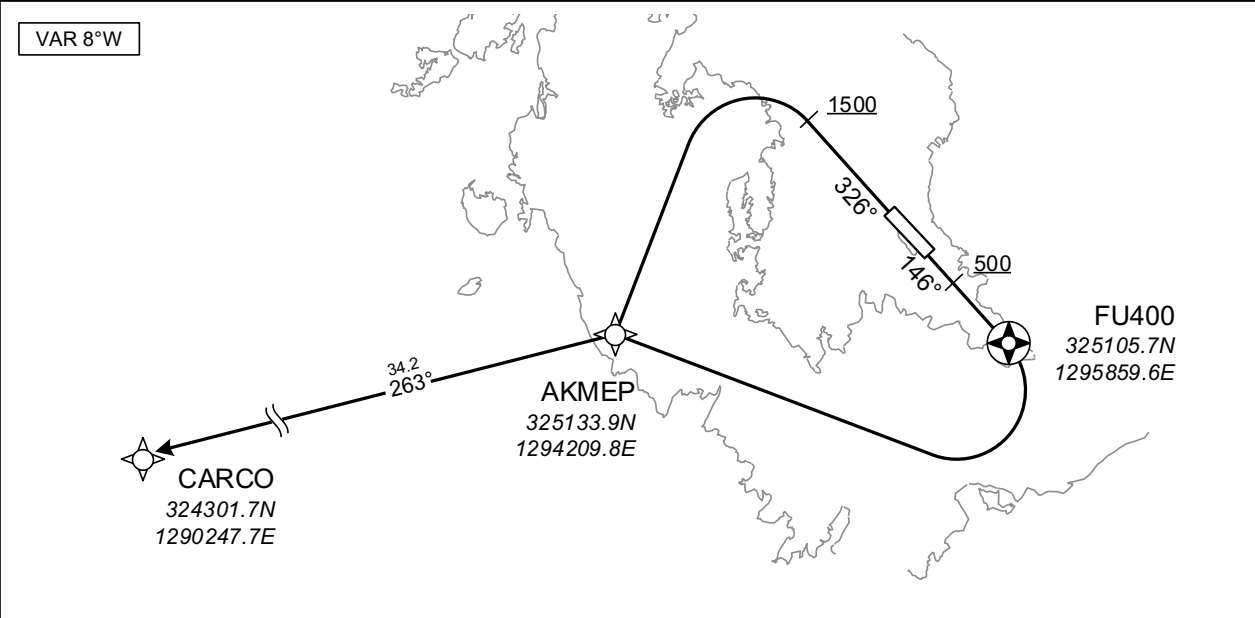 VAR 8°W
1500
326°
146°
500
FU400
325105.7N
1295859.6E
34.2
263°
AKMEP
325133.9N
1294209.8E
CARCO
324301.7N
1290247.7E